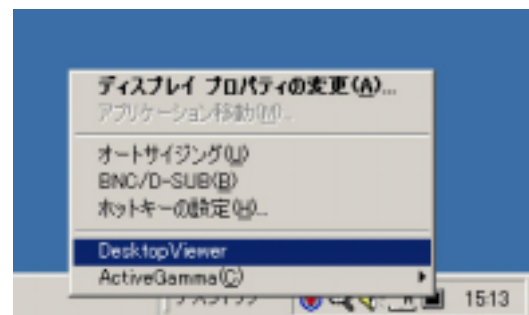 ディスプレイ プロパティの変更(A)...
アプリケーション移動(M)...
オートサイジング(U)
BNC/D-SUB(B)
ホットキーの設定(H)...
DesktopViewer
ActiveGamma(C)
15:13